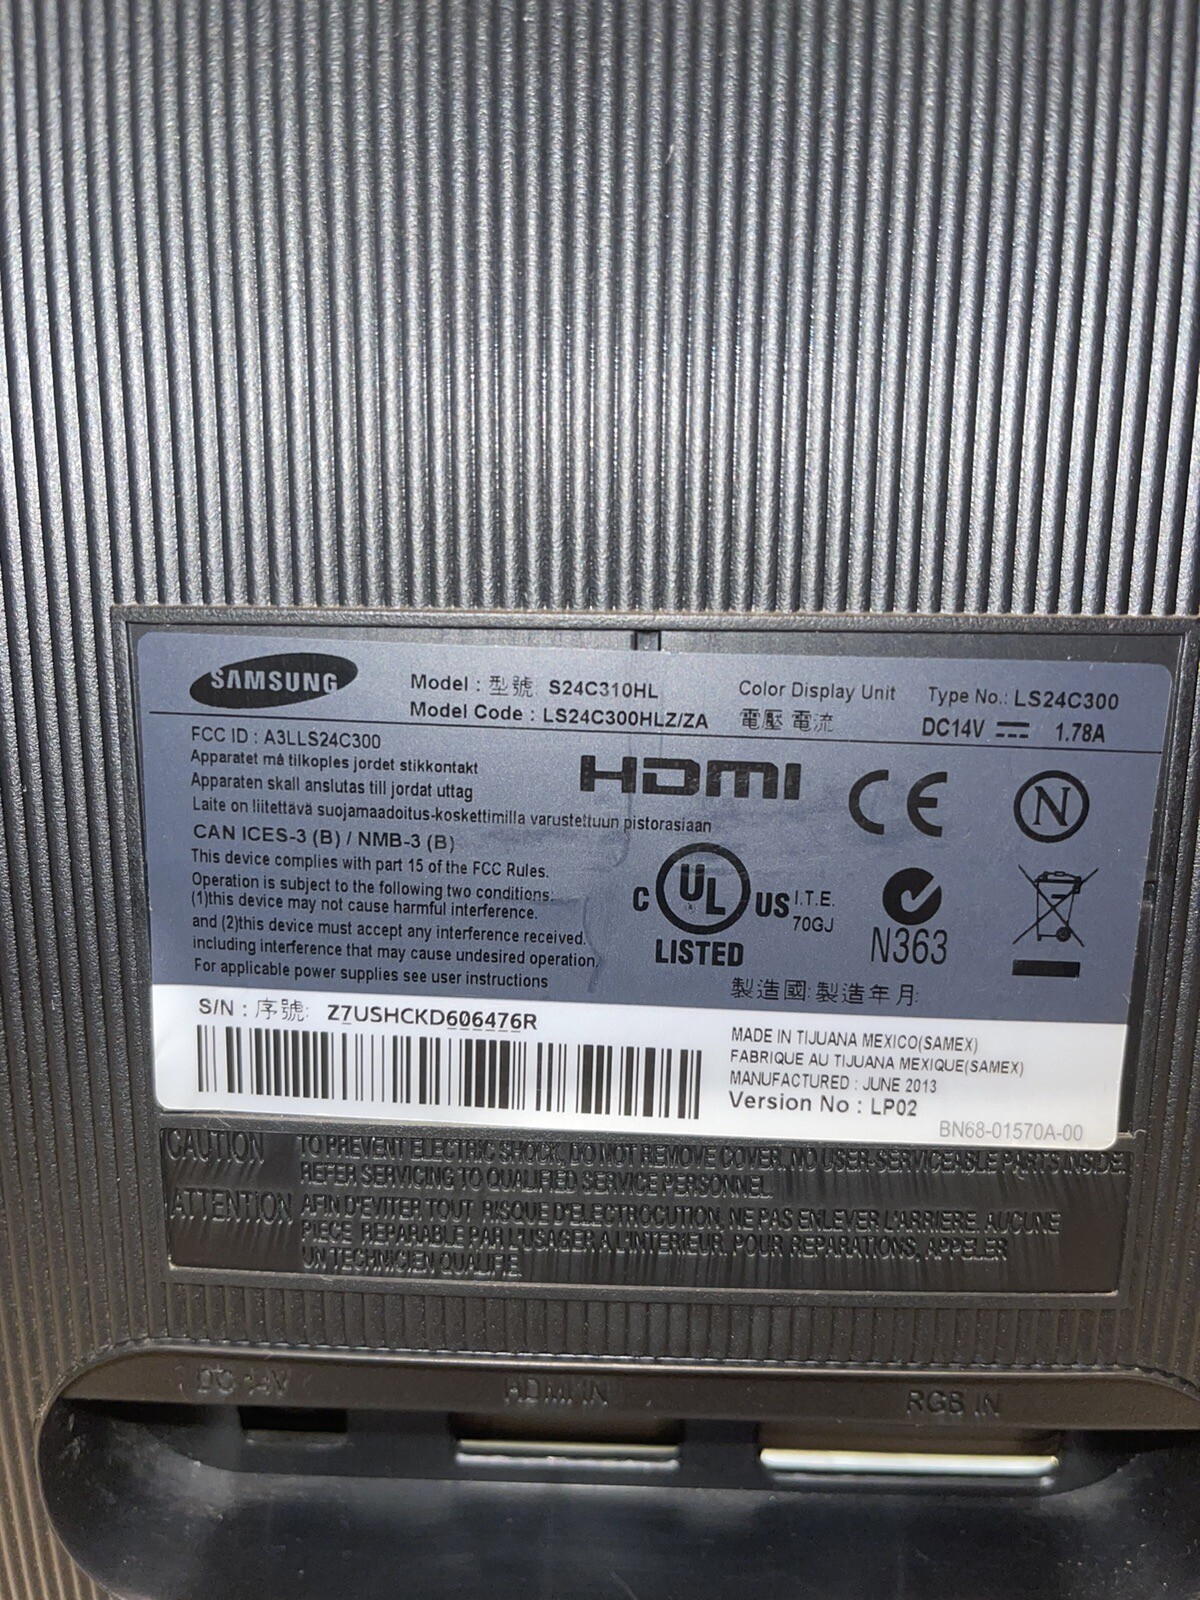 SAMSUNG
Model : 型號: S24C310HL
Color Display Unit
Type No.: LS24C300
Model Code : LS24C300HLZ/ZA
電壓 電流
DC14V ⎓ 1.78A
FCC ID : A3LLS24C300
Apparatet må tilkoples jordet stikkontakt
Apparaten skall anslutas till jordat uttag
Laite on liitettävä suojamaadoitus-koskettimilla varustettuun pistorasiaan
CAN ICES-3 (B) / NMB-3 (B)
This device complies with part 15 of the FCC Rules.
Operation is subject to the following two conditions:
(1)this device may not cause harmful interference.
and (2)this device must accept any interference received.
including interference that may cause undesired operation.
For applicable power supplies see user instructions
HDMI
CE
N
C UL US
LISTED
I.T.E.
70GJ
N363
製造國: 製造年月:
S/N : 序號: Z7USHCKD606476R
MADE IN TIJUANA MEXICO(SAMEX)
FABRIQUE AU TIJUANA MEXIQUE(SAMEX)
MANUFACTURED : JUNE 2013
Version No : LP02
BN68-01570A-00
CAUTION TO PREVENT ELECTRIC SHOCK, DO NOT REMOVE COVER. NO USER-SERVICEABLE PARTS INSIDE.
REFER SERVICING TO QUALIFIED SERVICE PERSONNEL.
ATTENTION AFIN D'EVITER TOUT RISQUE D'ELECTROCUTION, NE PAS ENLEVER L'ARRIERE. AUCUNE
PIECE REPARABLE PAR L'USAGER A L'INTERIEUR. POUR REPARATIONS, APPELER
UN TECHNICIEN QUALIFIE.
DC 14V
HDMI IN
RGB IN